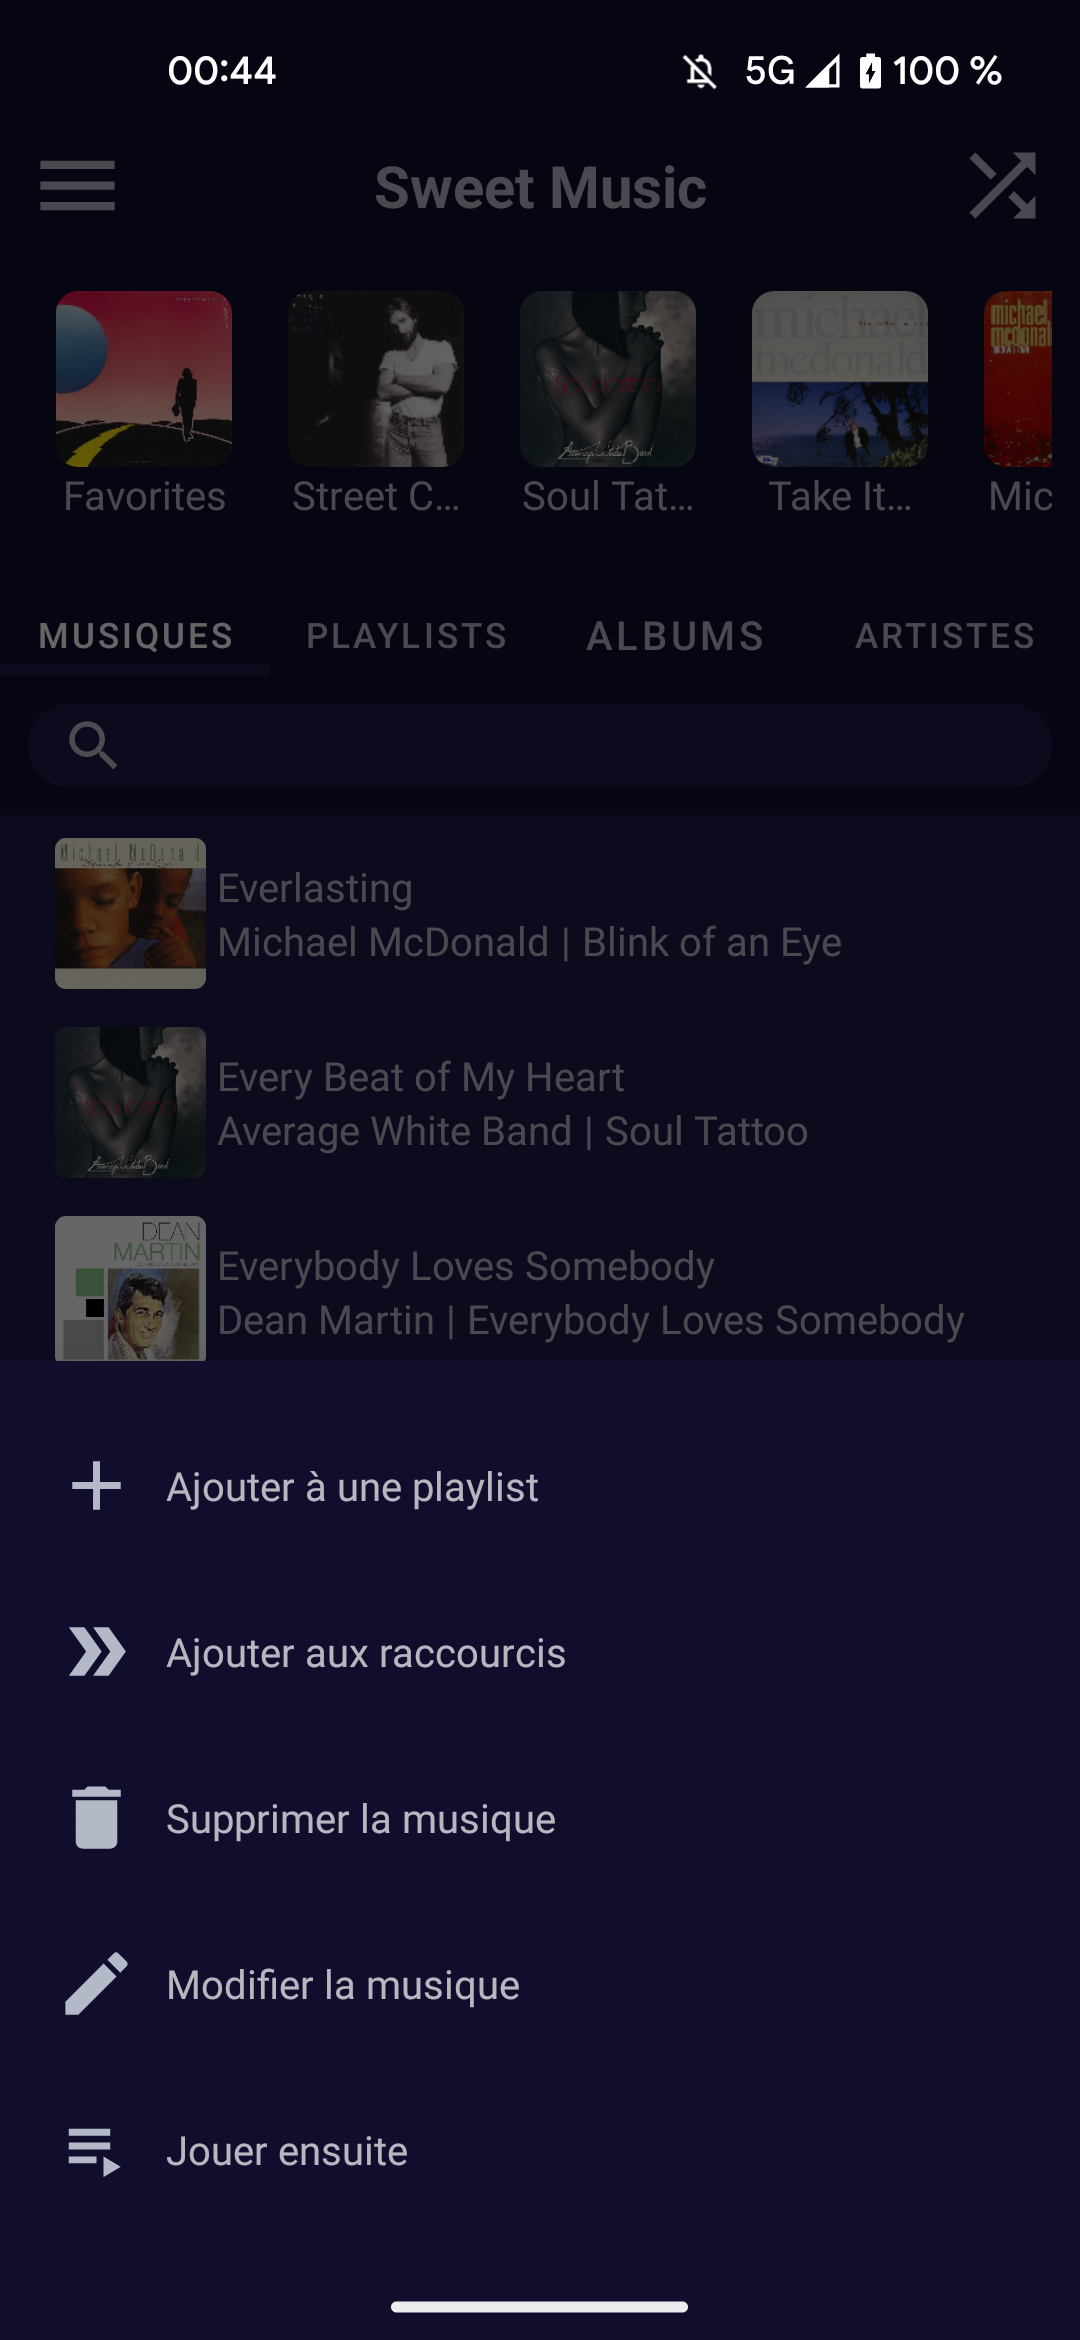 00:44 5G 100 %
Sweet Music
Favorites Street C... Soul Tat... Take It... Mic
MUSIQUES PLAYLISTS ALBUMS ARTISTES
Everlasting
Michael McDonald | Blink of an Eye
Every Beat of My Heart
Average White Band | Soul Tattoo
DEAN
MARTIN
Everybody Loves Somebody
Dean Martin | Everybody Loves Somebody
Ajouter à une playlist
Ajouter aux raccourcis
Supprimer la musique
Modifier la musique
Jouer ensuite